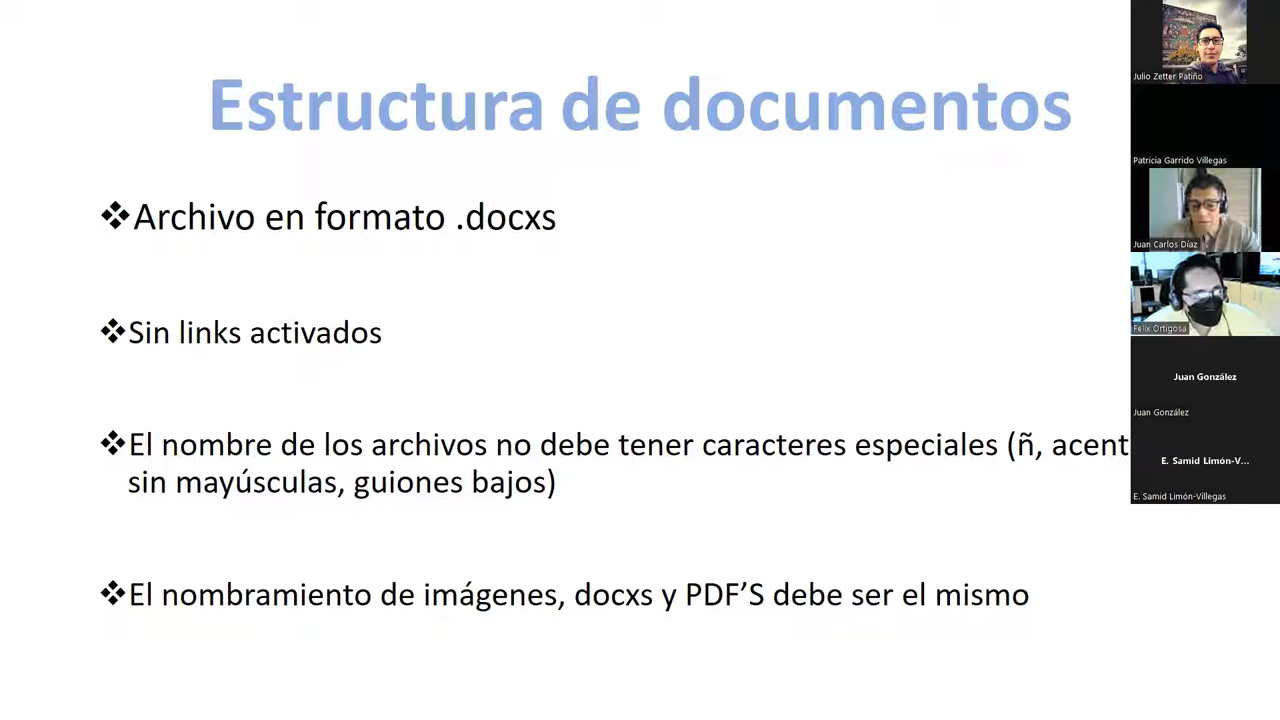 Estructura de documentos
❖Archivo en formato .docxs
❖Sin links activados
❖El nombre de los archivos no debe tener caracteres especiales (ñ, acent
sin mayúsculas, guiones bajos)
❖El nombramiento de imágenes, docxs y PDF’S debe ser el mismo
Julio Zetter Patiño
Patricia Garrido Villegas
Juan Carlos Díaz
Felix Ortigosa
Juan González
Juan González
E. Samid Limón-V...
E. Samid Limón-Villegas